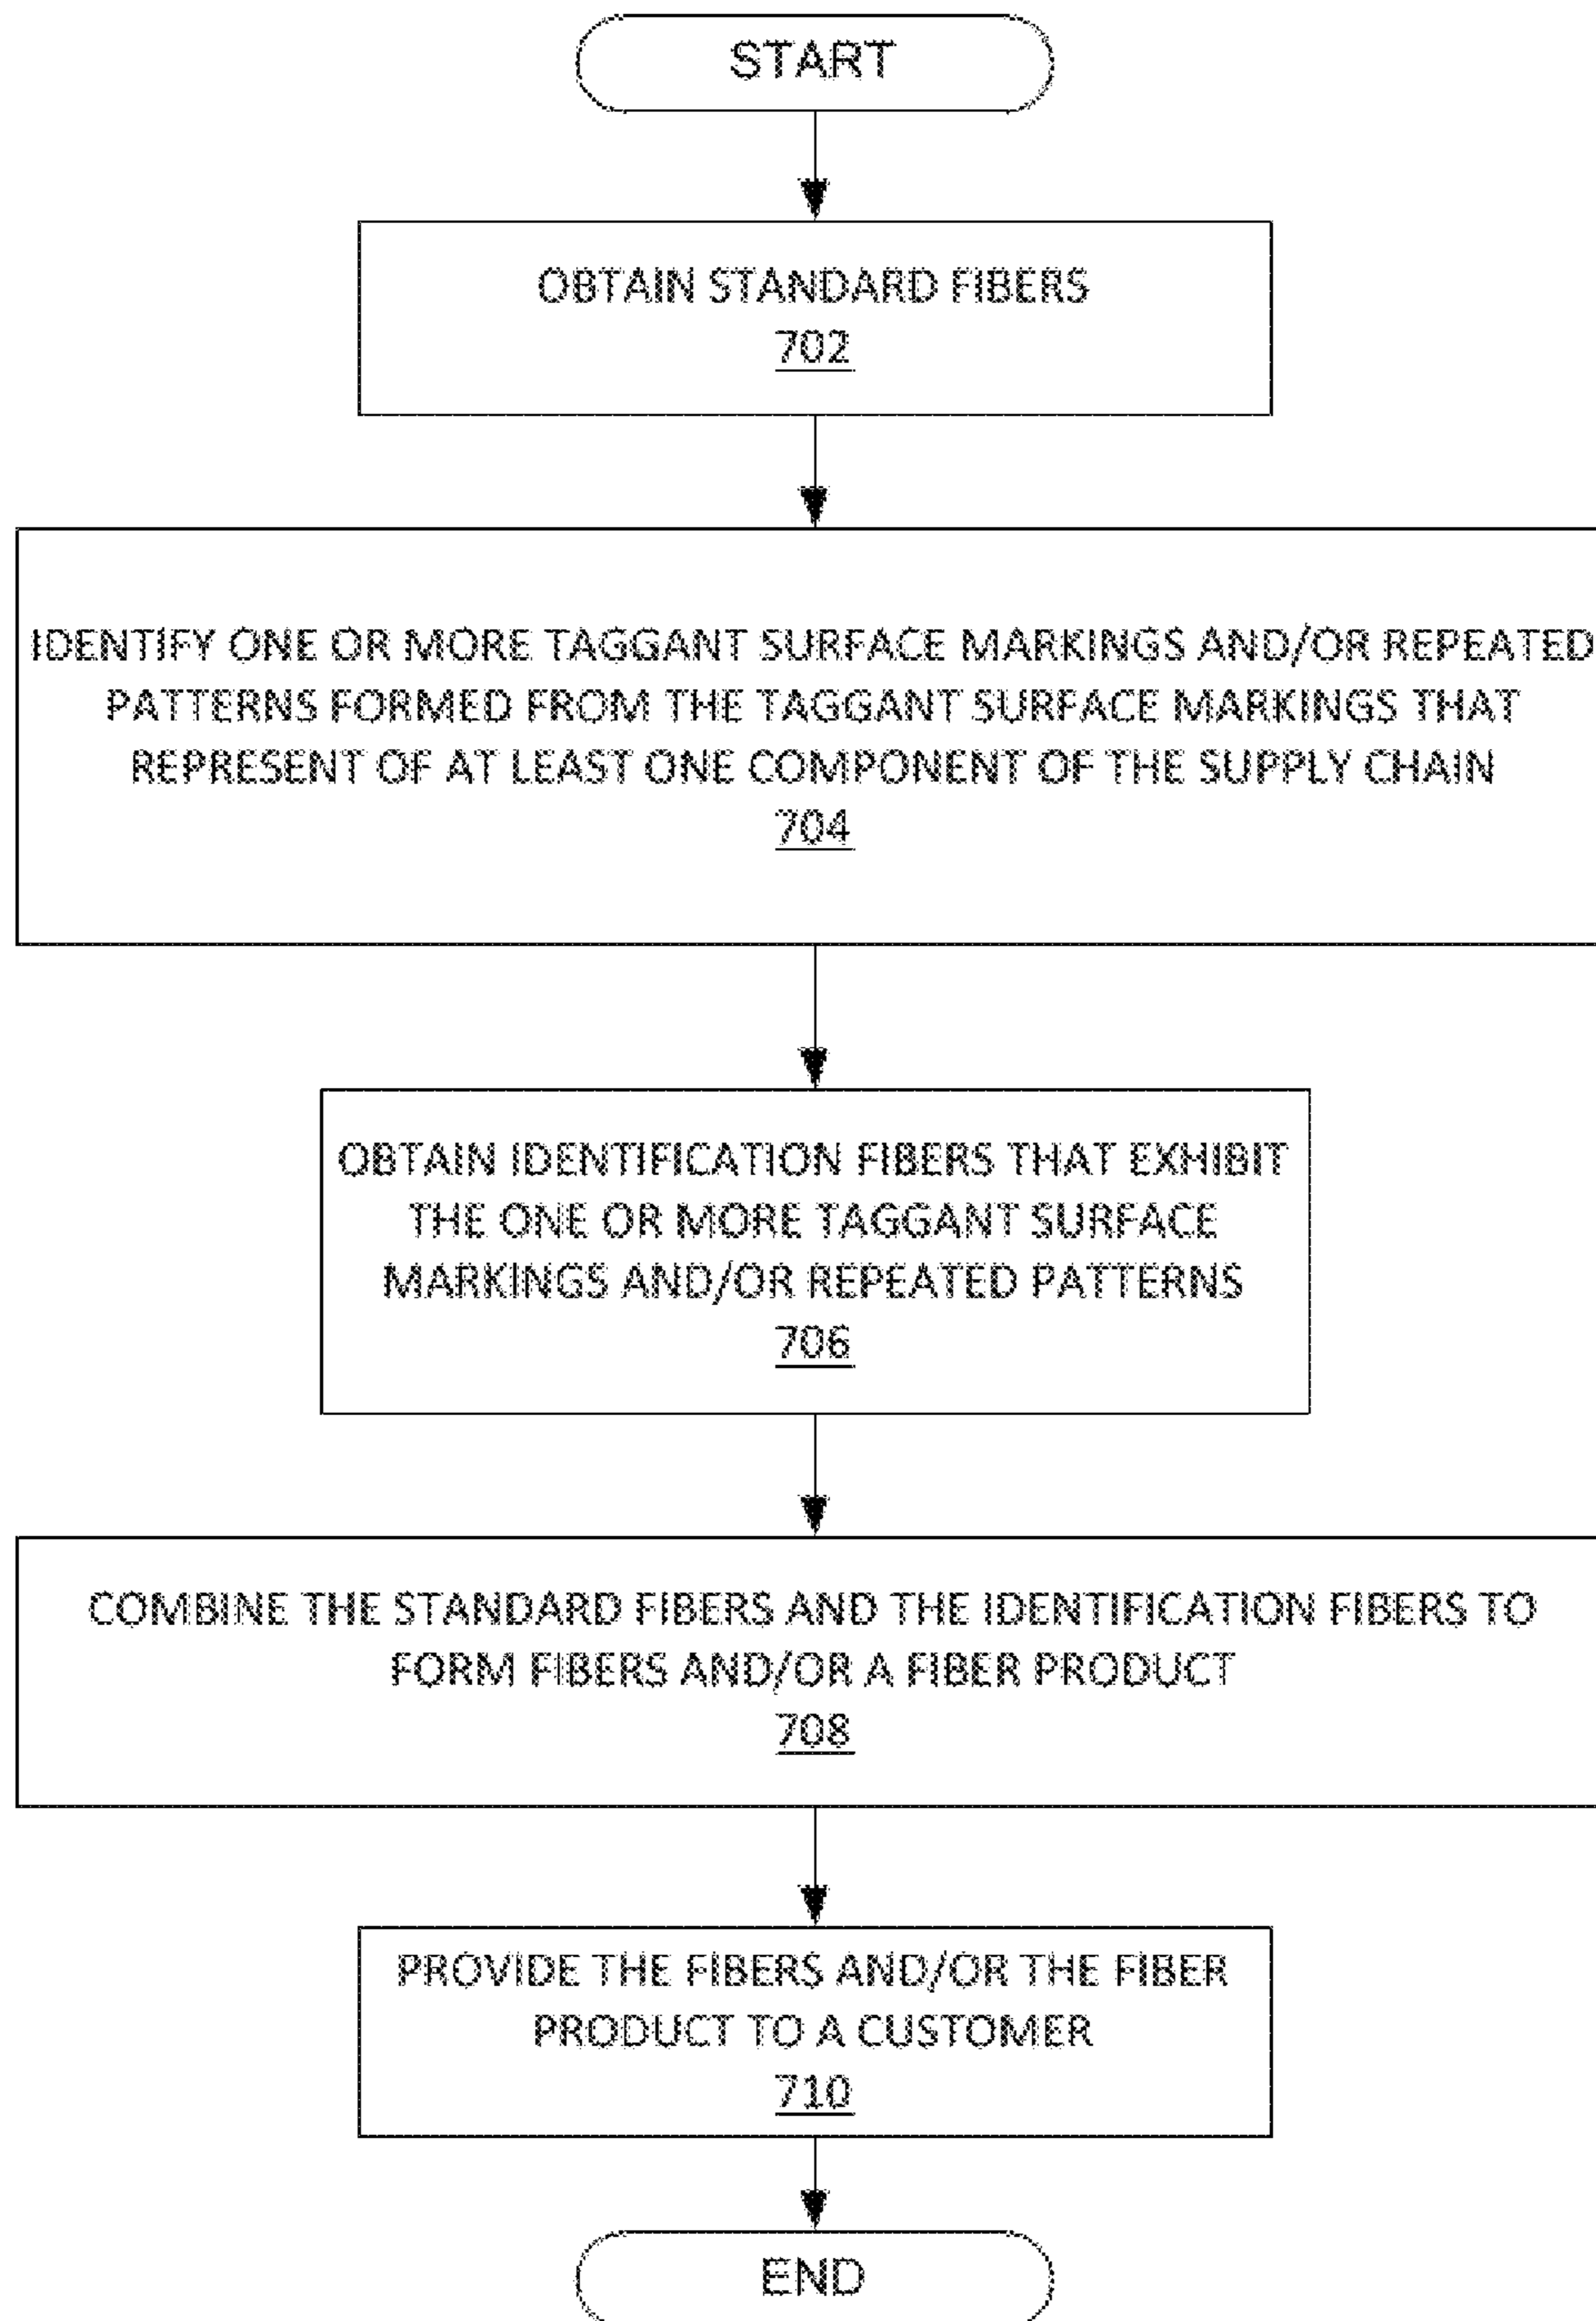 START
OBTAIN STANDARD FIBERS
702
IDENTIFY ONE OR MORE TAGGANT SURFACE MARKINGS AND/OR REPEATED
PATTERNS FORMED FROM THE TAGGANT SURFACE MARKINGS THAT
REPRESENT OF AT LEAST ONE COMPONENT OF THE SUPPLY CHAIN
704
OBTAIN IDENTIFICATION FIBERS THAT EXHIBIT
THE ONE OR MORE TAGGANT SURFACE
MARKINGS AND/OR REPEATED PATTERNS
706
COMBINE THE STANDARD FIBERS AND THE IDENTIFICATION FIBERS TO
FORM FIBERS AND/OR A FIBER PRODUCT
708
PROVIDE THE FIBERS AND/OR THE FIBER
PRODUCT TO A CUSTOMER
710
END